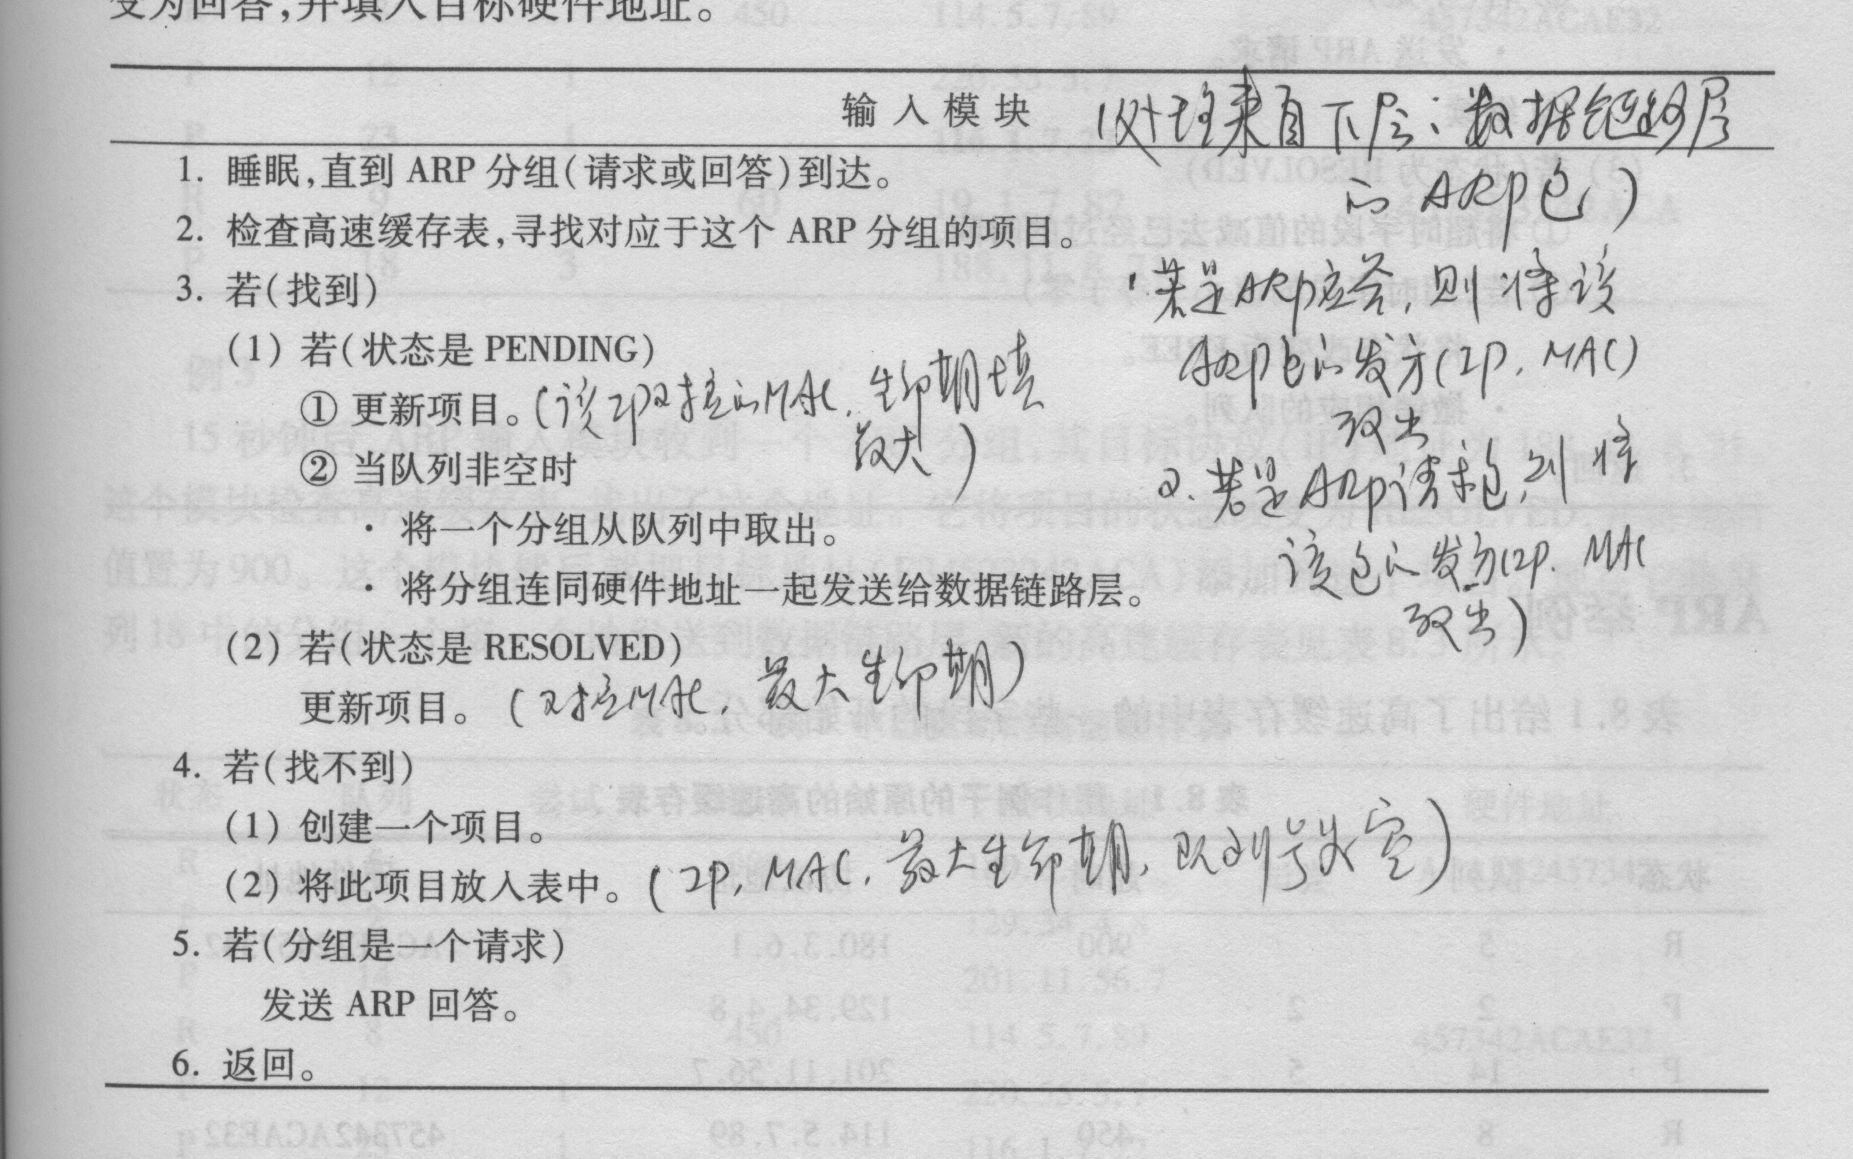 变为回答,并填入目标硬件地址。
输入模块 (处理来自下层:数据链路层
的ARP包)
1. 睡眠,直到 ARP 分组(请求或回答)到达。
2. 检查高速缓存表,寻找对应于这个 ARP 分组的项目。
3. 若(找到)
1. 若是ARP应答,则将该
ARP包的发方(IP, MAC)
取出
2. 若是ARP请求包,则将
该包的发方(IP. MAC
取出)
(1) 若(状态是 PENDING)
① 更新项目。(该IP对应的MAC, 生命期填
最大)
② 当队列非空时
· 将一个分组从队列中取出。
· 将分组连同硬件地址一起发送给数据链路层。
(2) 若(状态是 RESOLVED)
更新项目。(对应MAC, 最大生命期)
4. 若(找不到)
(1) 创建一个项目。
(2) 将此项目放入表中。(IP, MAC, 最大生命期, 队列号为空)
5. 若(分组是一个请求)
发送 ARP 回答。
6. 返回。